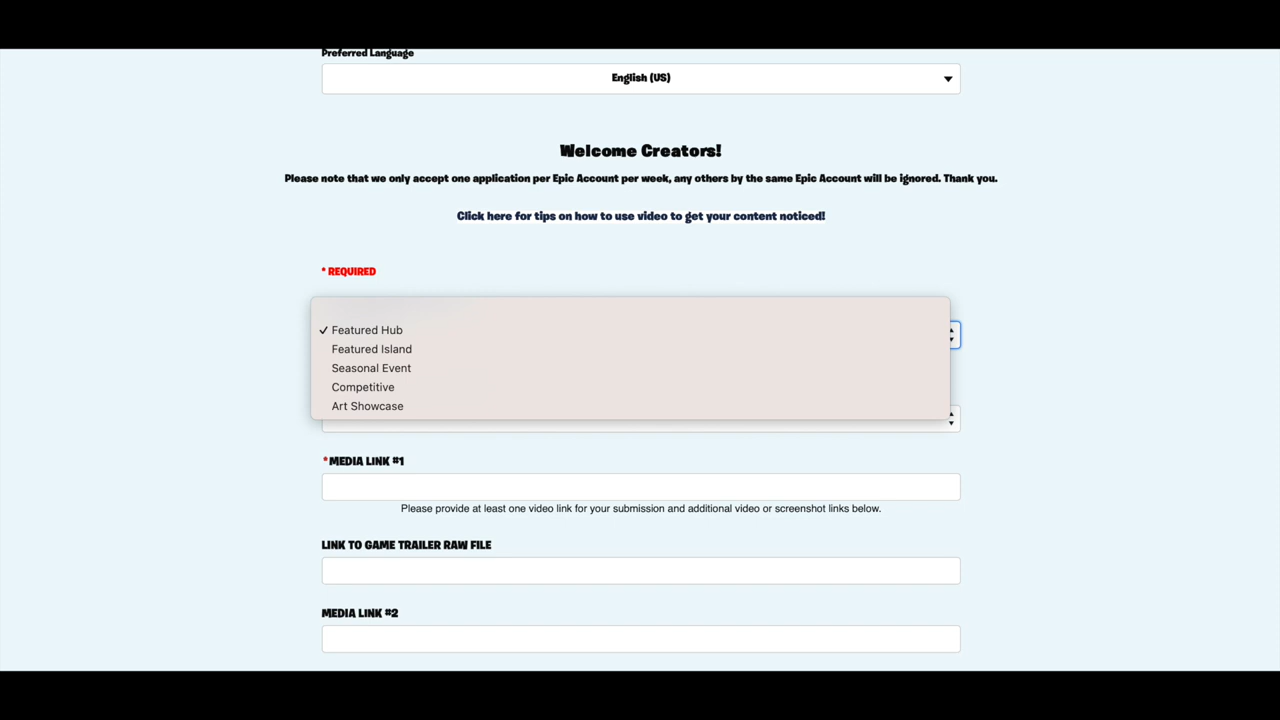 Preferred Language
English (US)
Welcome Creators!
Please note that we only accept one application per Epic Account per week, any others by the same Epic Account will be ignored. Thank you.
Click here for tips on how to use video to get your content noticed!
* REQUIRED
✓ Featured Hub
Featured Island
Seasonal Event
Competitive
Art Showcase
*MEDIA LINK #1
Please provide at least one video link for your submission and additional video or screenshot links below.
LINK TO GAME TRAILER RAW FILE
MEDIA LINK #2